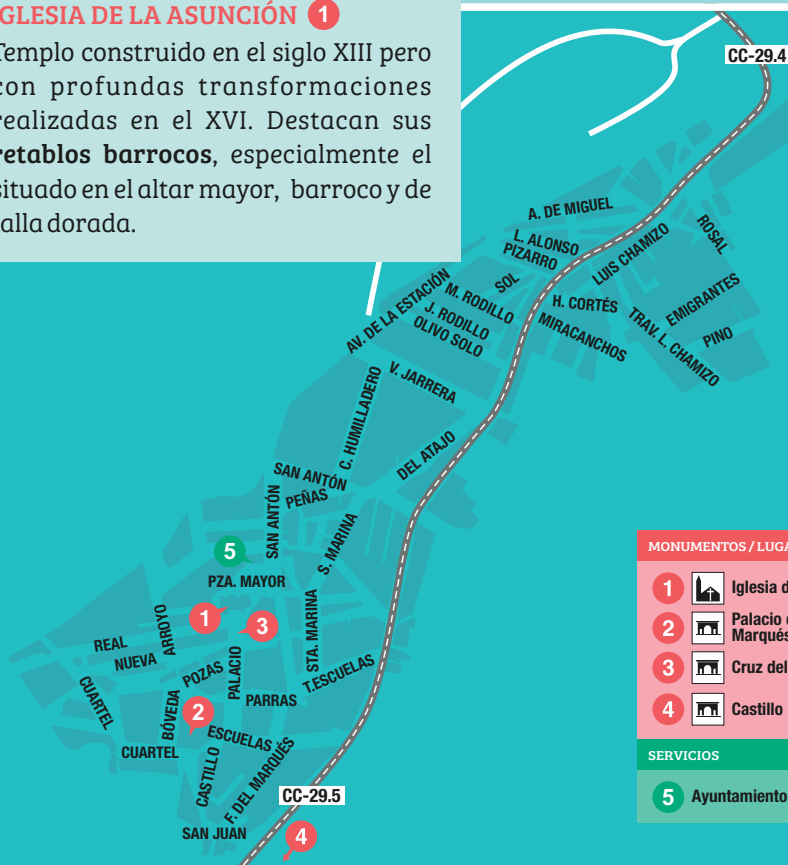 IGLESIA DE LA ASUNCIÓN 1
Templo construido en el siglo XIII pero
con profundas transformaciones
realizadas en el XVI. Destacan sus
retablos barrocos, especialmente el
situado en el altar mayor, barroco y de
talla dorada.
CC-29.4
A. DE MIGUEL
L. ALONSO
PIZARRO
SOL
LUIS CHAMIZO
ROSAL
AV. DE LA ESTACIÓN
M. RODILLO
J. RODILLO
OLIVO SOLO
H. CORTÉS
MIRACANCHOS
TRAV. L. CHAMIZO
EMIGRANTES
PINO
V. JARRERA
C. HUMILLADERO
DEL ATAJO
SAN ANTÓN
PEÑAS
SAN ANTÓN
S. MARINA
5
PZA. MAYOR
1
3
ARROYO
REAL
NUEVA
STA. MARINA
POZAS
PALACIO
T.ESCUELAS
PARRAS
CUARTEL
BÓVEDA
2
ESCUELAS
CUARTEL
CASTILLO
F. DEL MARQUÉS
CC-29.5
SAN JUAN
4
MONUMENTOS / LUGA
1 Iglesia d
2 Palacio
Marqués
3 Cruz del
4 Castillo
SERVICIOS
5 Ayuntamiento